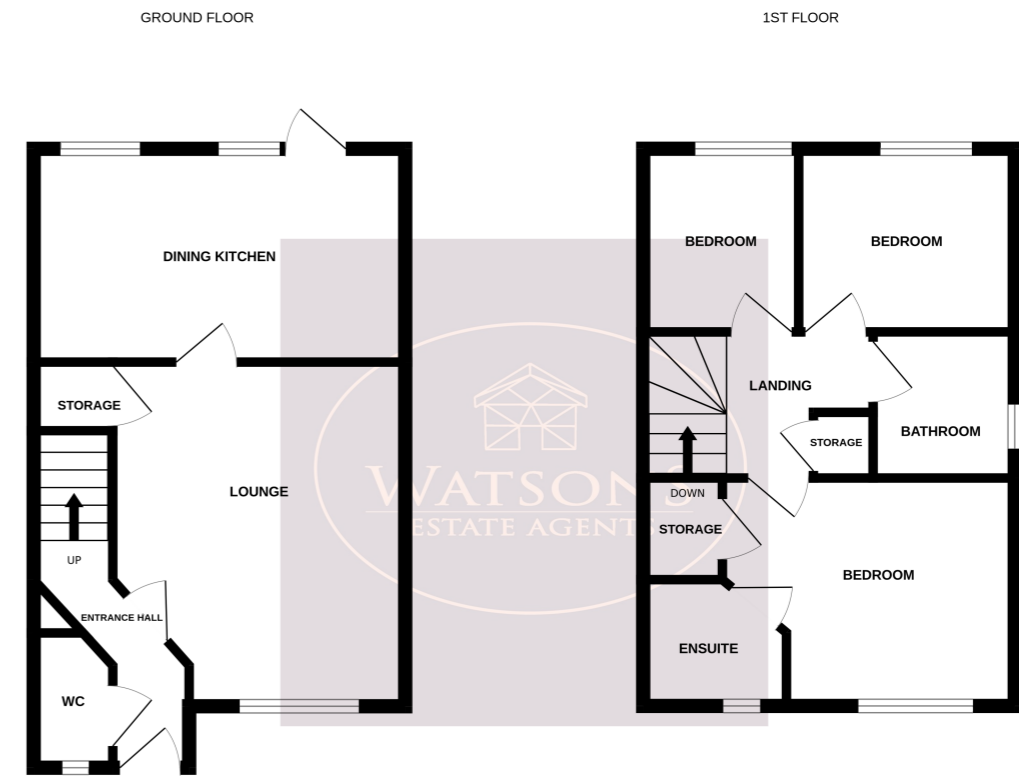 GROUND FLOOR
1ST FLOOR
DINING KITCHEN
STORAGE
LOUNGE
UP
ENTRANCE HALL
WC
BEDROOM
BEDROOM
LANDING
BATHROOM
STORAGE
DOWN
STORAGE
BEDROOM
ENSUITE
WATSONS
ESTATE AGENTS